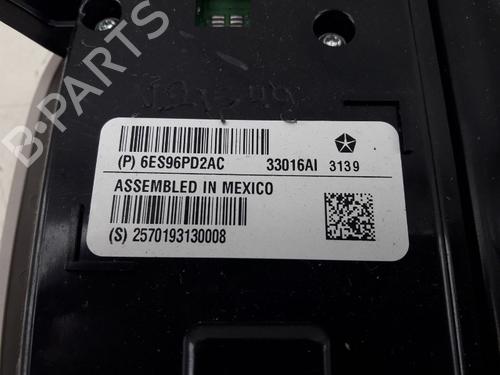 B-PARTS
(P) 6ES96PD2AC 33016AI 3139
ASSEMBLED IN MEXICO
(S) 2570193130008